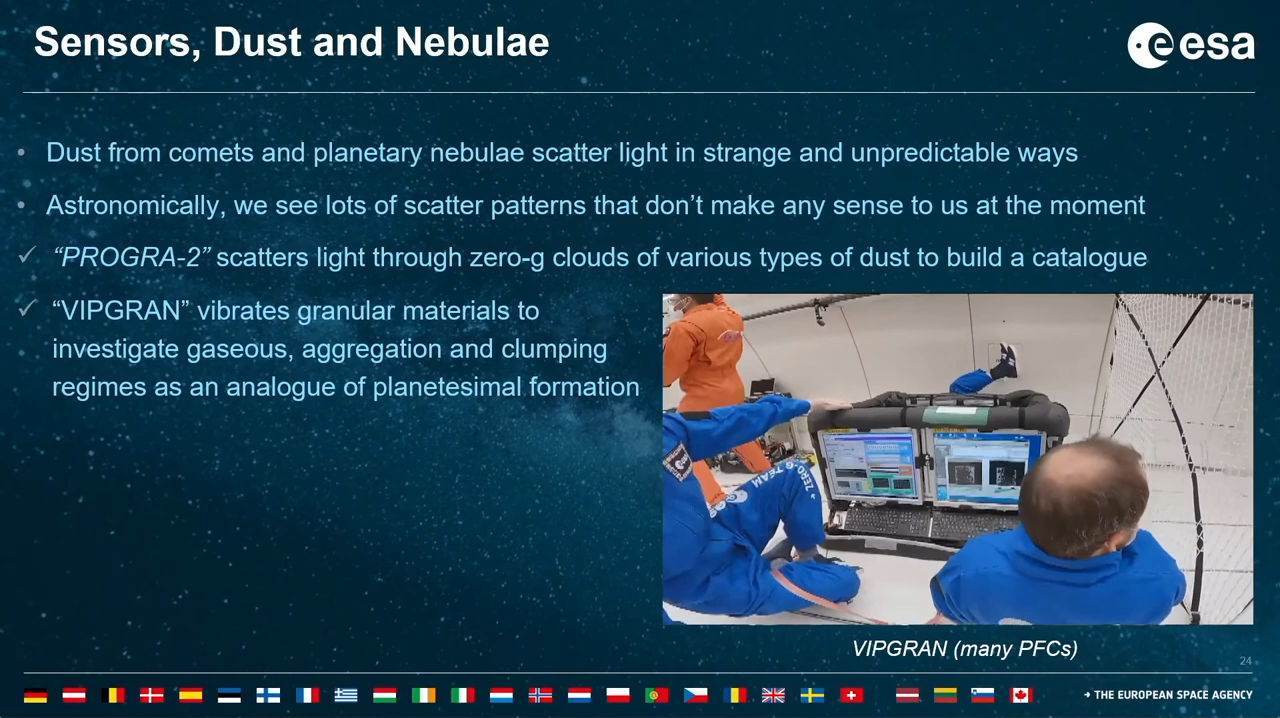 Sensors, Dust and Nebulae
esa
• Dust from comets and planetary nebulae scatter light in strange and unpredictable ways
• Astronomically, we see lots of scatter patterns that don’t make any sense to us at the moment
✓ “PROGRA-2” scatters light through zero-g clouds of various types of dust to build a catalogue
✓ “VIPGRAN” vibrates granular materials to
investigate gaseous, aggregation and clumping
regimes as an analogue of planetesimal formation
ZERO-G TEAM
VIPGRAN (many PFCs)
24
→ THE EUROPEAN SPACE AGENCY